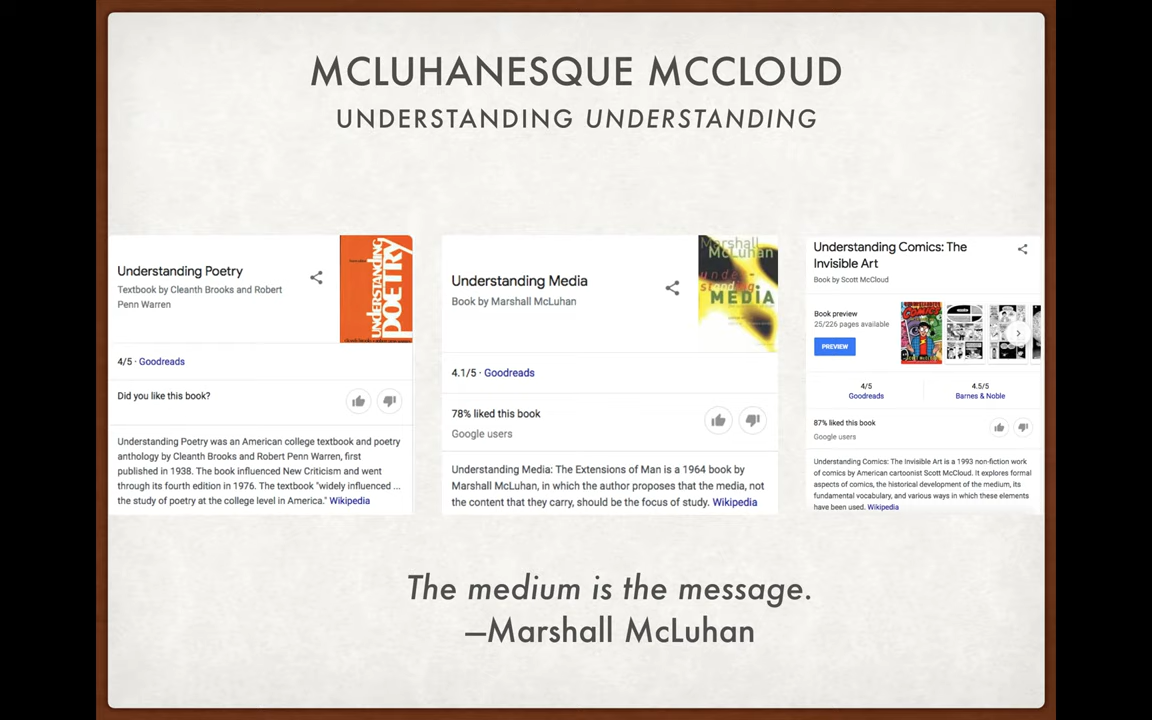 MCLUHANESQUE MCCLOUD
UNDERSTANDING UNDERSTANDING
Understanding Poetry
Textbook by Cleanth Brooks and Robert
Penn Warren
UNDERSTANDING
POETRY
4/5 · Goodreads
Did you like this book?
Understanding Poetry was an American college textbook and poetry
anthology by Cleanth Brooks and Robert Penn Warren, first
published in 1938. The book influenced New Criticism and went
through its fourth edition in 1976. The textbook "widely influenced ...
the study of poetry at the college level in America." Wikipedia
Understanding Media
Book by Marshall McLuhan
Marshall
McLuhan
under-
standing
MEDIA
4.1/5 · Goodreads
78% liked this book
Google users
Understanding Media: The Extensions of Man is a 1964 book by
Marshall McLuhan, in which the author proposes that the media, not
the content that they carry, should be the focus of study. Wikipedia
Understanding Comics: The
Invisible Art
Book by Scott McCloud
Book preview
25/226 pages available
PREVIEW
COMICS
4/5
Goodreads
4.5/5
Barnes & Noble
87% liked this book
Google users
Understanding Comics: The Invisible Art is a 1993 non-fiction work
of comics by American cartoonist Scott McCloud. It explores formal
aspects of comics, the historical development of the medium, its
fundamental vocabulary, and various ways in which these elements
have been used. Wikipedia
The medium is the message.
—Marshall McLuhan